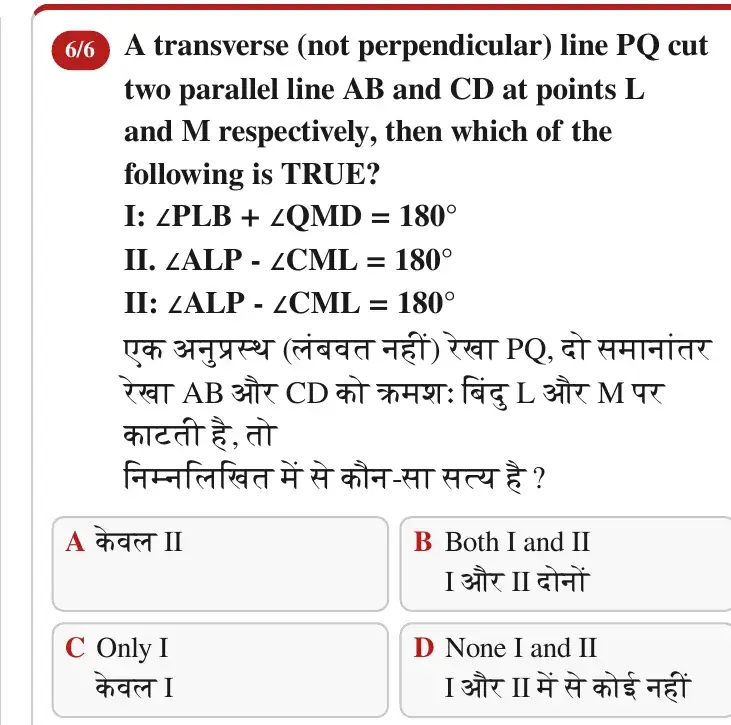 6/6 A transverse (not perpendicular) line PQ cut
two parallel line AB and CD at points L
and M respectively, then which of the
following is TRUE?
I: ∠PLB + ∠QMD = 180°
II. ∠ALP - ∠CML = 180°
II: ∠ALP - ∠CML = 180°
एक अनुप्रस्थ (लंबवत नहीं) रेखा PQ, दो समानांतर
रेखा AB और CD को क्रमश: बिंदु L और M पर
काटती है, तो
निम्नलिखित में से कौन-सा सत्य है ?
A केवल II
B Both I and II
I और II दोनों
C Only I
केवल I
D None I and II
I और II में से कोई नहीं